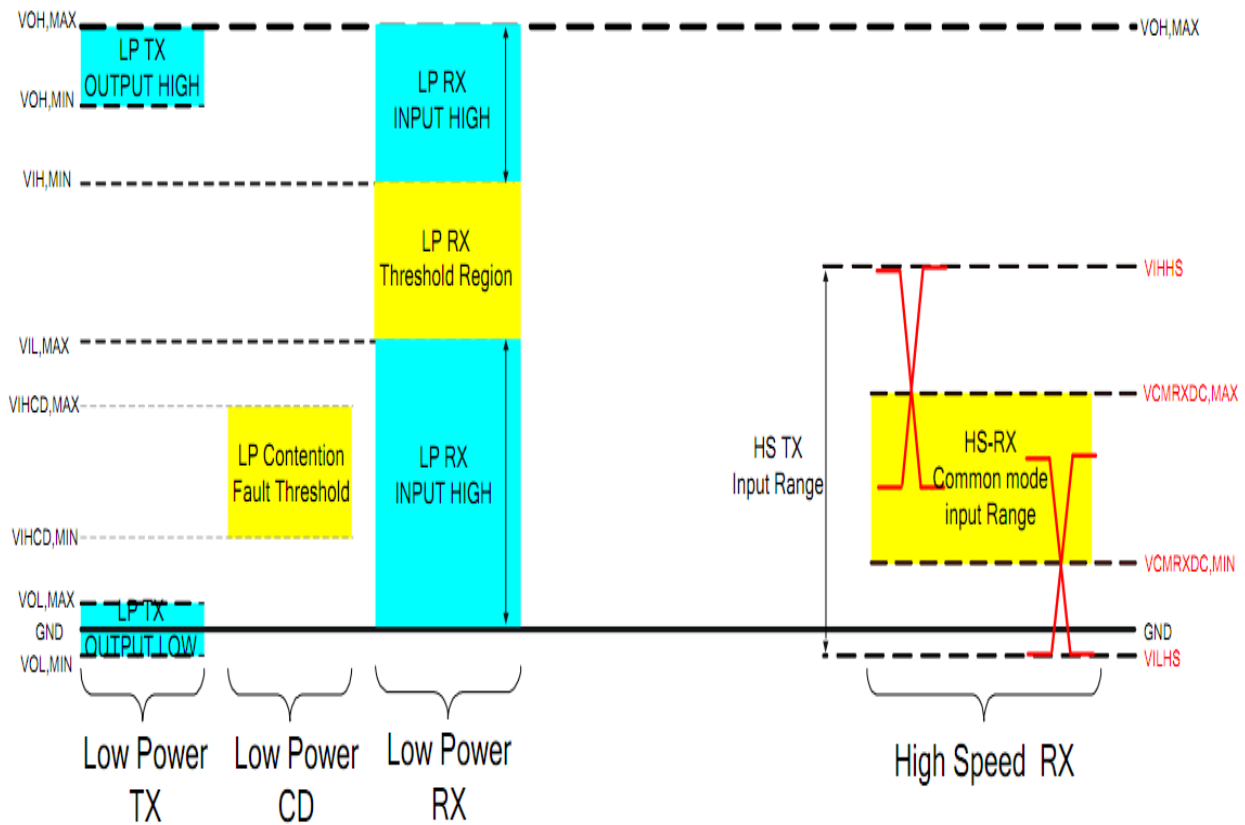 VOH,MAX
VOH,MAX
LP TX
OUTPUT HIGH
VOH,MIN
LP RX
INPUT HIGH
VIH,MIN
LP RX
Threshold Region
VIHHS
VIL,MAX
VIHCD,MAX
VCMRXDC,MAX
LP Contention
Fault Threshold
LP RX
INPUT HIGH
HS TX
Input Range
HS-RX
Common mode
input Range
VIHCD,MIN
VCMRXDC,MIN
VOL,MAX
LP TX
OUTPUT LOW
GND
GND
VOL,MIN
VILHS
Low Power
TX
Low Power
CD
Low Power
RX
High Speed RX